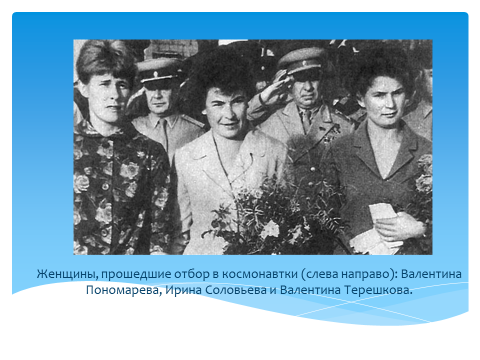 Женщины, прошедшие отбор в космонавтки (слева направо): Валентина
Пономарева, Ирина Соловьева и Валентина Терешкова.